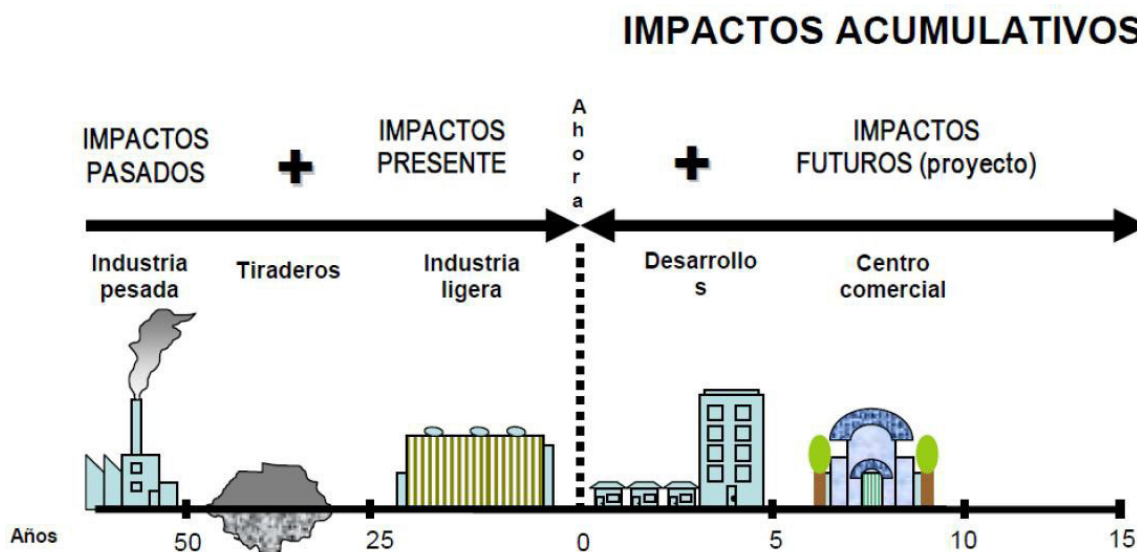 IMPACTOS ACUMULATIVOS
IMPACTOS
PASADOS
+
IMPACTOS
PRESENTE
Ahora
+
IMPACTOS
FUTUROS (proyecto)
Industria
pesada
Tiraderos
Industria
ligera
Desarrollo
s
Centro
comercial
Años 50 25 0 5 10 15